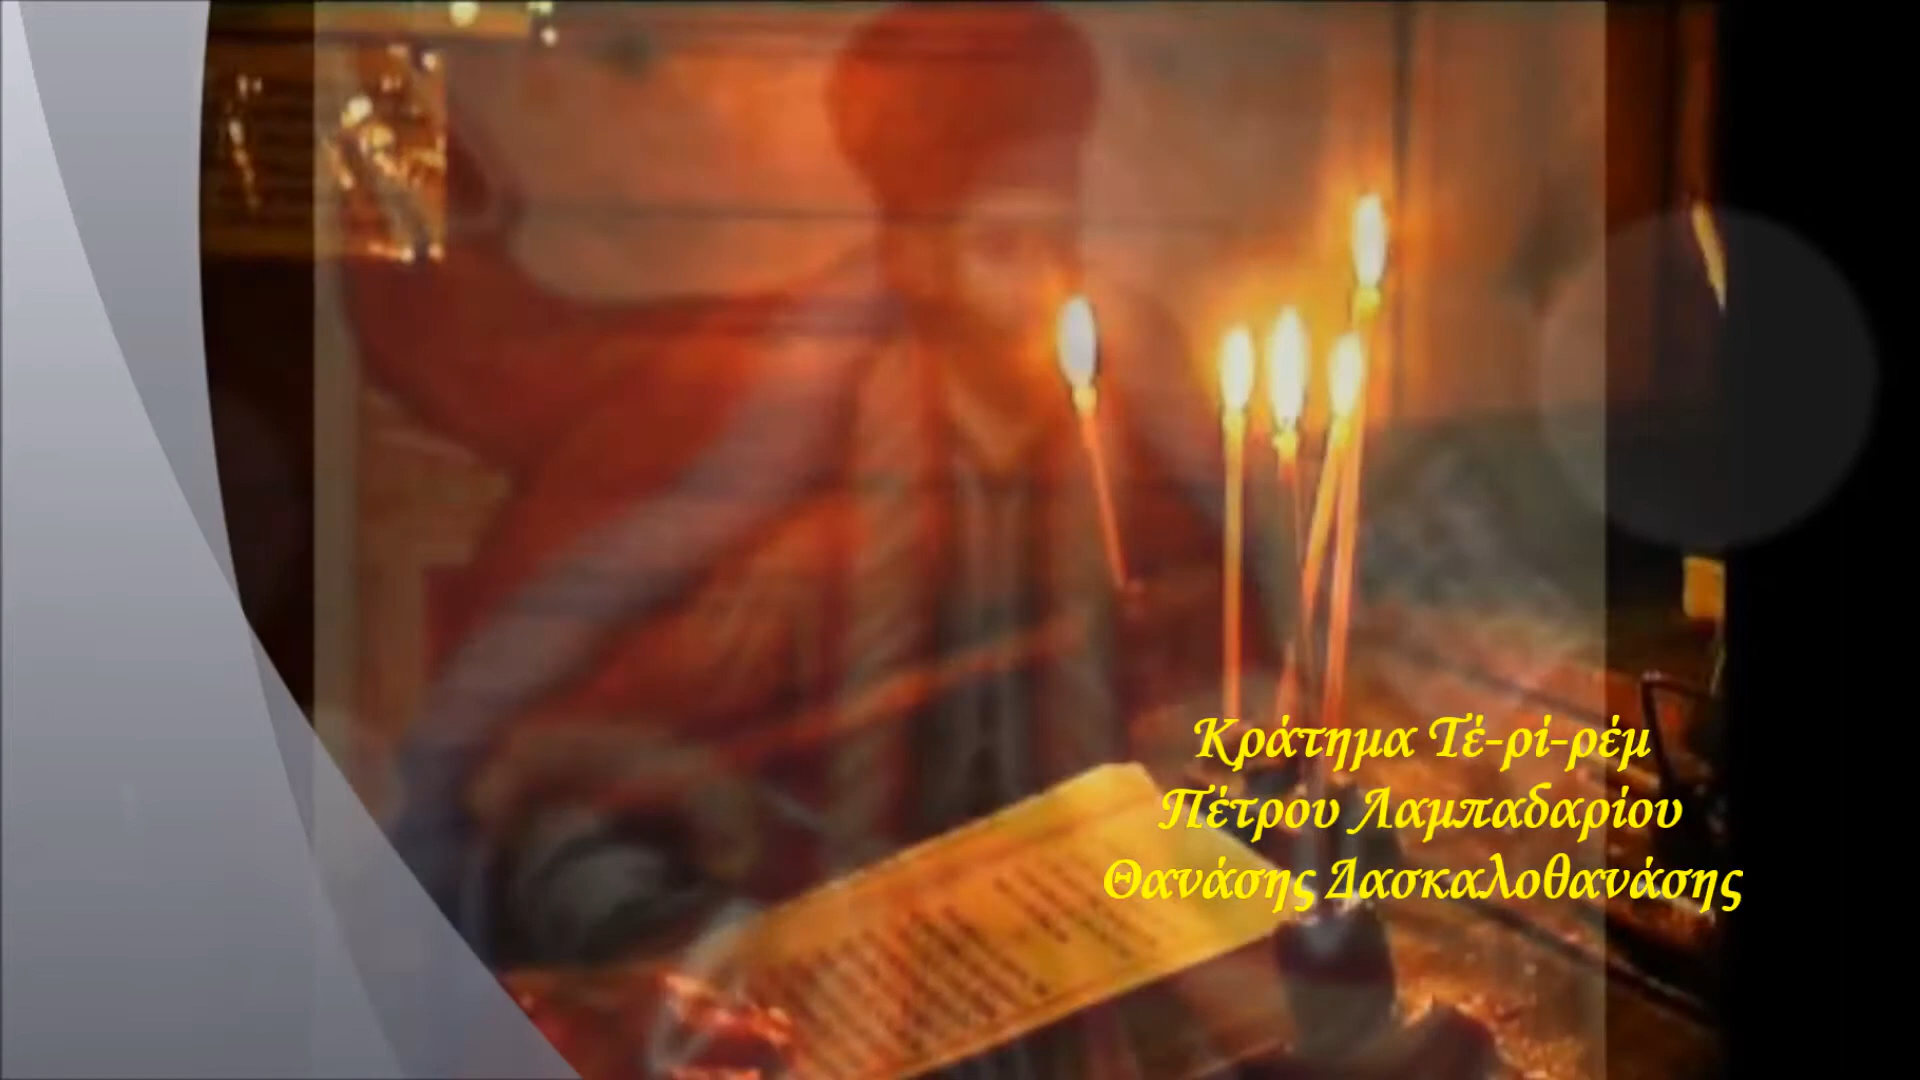 Κράτημα Τέ-ρί-ρέμ
Πέτρου Λαμπαδαρίου
Θανάσης Δασκαλοθανάσης